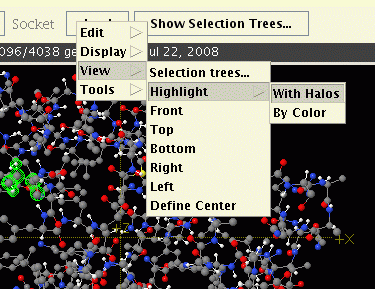 Socket
Show Selection Trees...
096/4038 ge
ul 22, 2008
Edit
Display
View
Tools
Selection trees...
Highlight
Front
Top
Bottom
Right
Left
Define Center
With Halos
By Color